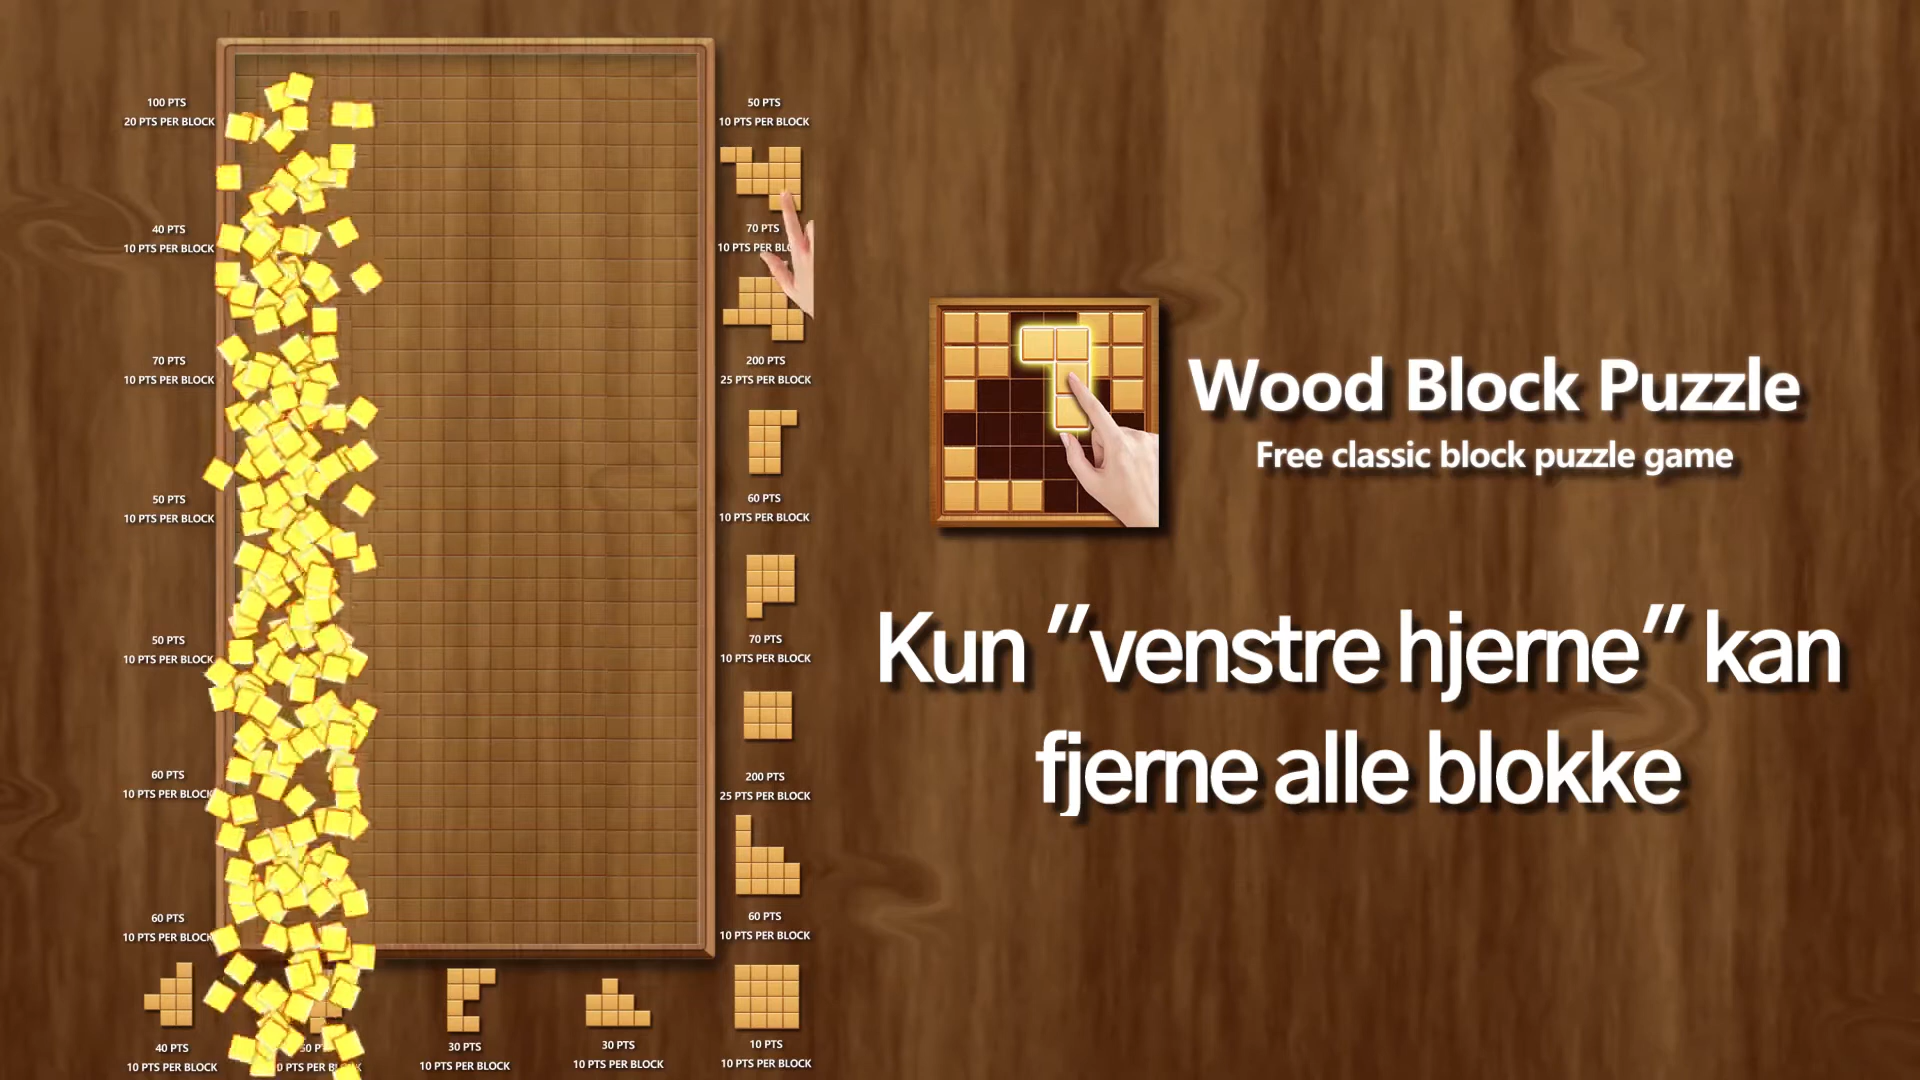 100 PTS
20 PTS PER BLOCK
40 PTS
10 PTS PER BLOCK
70 PTS
10 PTS PER BLOCK
50 PTS
10 PTS PER BLOCK
50 PTS
10 PTS PER BLOCK
60 PTS
10 PTS PER BLOCK
60 PTS
10 PTS PER BLOCK
40 PTS
10 PTS PER BLOCK
30 PTS
10 PTS PER BLOCK
30 PTS
10 PTS PER BLOCK
10 PTS
10 PTS PER BLOCK
50 PTS
10 PTS PER BLOCK
70 PTS
10 PTS PER
200 PTS
25 PTS PER BLOCK
60 PTS
10 PTS PER BLOCK
70 PTS
10 PTS PER BLOCK
200 PTS
25 PTS PER BLOCK
60 PTS
10 PTS PER BLOCK
Wood Block Puzzle
Free classic block puzzle game
Kun "venstre hjerne" kan
fjerne alle blokke